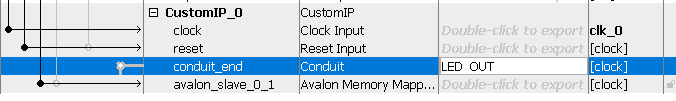 CustomIP_0 CustomIP
clock Clock Input Double-click to export clk_0
reset Reset Input Double-click to export [clock]
conduit_end Conduit LED_OUT [clock]
avalon_slave_0_1 Avalon Memory Mapp... Double-click to export [clock]